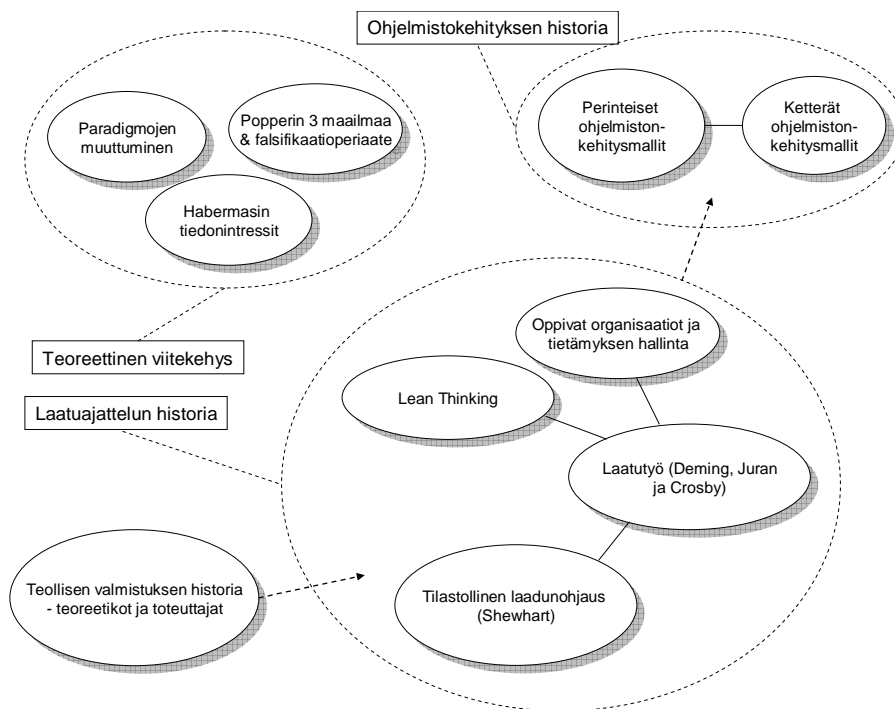 Ohjelmistokehityksen historia
Paradigmojen
muuttuminen
Popperin 3 maailmaa
& falsifikaatioperiaate
Habermasin
tiedonintressit
Perinteiset
ohjelmiston-
kehitysmallit
Ketterät
ohjelmiston-
kehitysmallit
Teoreettinen viitekehys
Laatuajattelun historia
Oppivat organisaatiot ja
tietämyksen hallinta
Lean Thinking
Laatutyö (Deming, Juran
ja Crosby)
Teollisen valmistuksen historia
- teoreetikot ja toteuttajat
Tilastollinen laadunohjaus
(Shewhart)